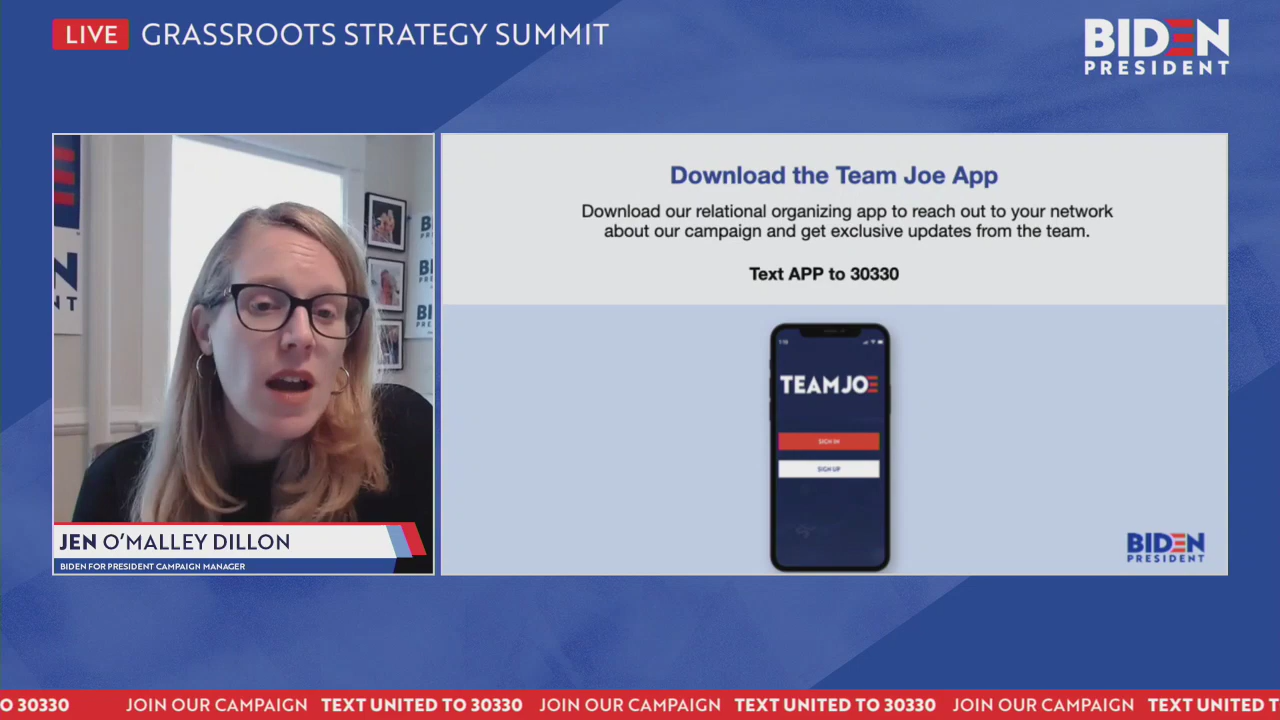 LIVE GRASSROOTS STRATEGY SUMMIT
BIDEN
PRESIDENT
Download the Team Joe App
Download our relational organizing app to reach out to your network
about our campaign and get exclusive updates from the team.
Text APP to 30330
TEAM JOE
SIGN IN
SIGN UP
BIDEN
PRESIDENT
JEN O'MALLEY DILLON
BIDEN FOR PRESIDENT CAMPAIGN MANAGER
O 30330 JOIN OUR CAMPAIGN TEXT UNITED TO 30330 JOIN OUR CAMPAIGN TEXT UNITED TO 30330 JOIN OUR CAMPAIGN TEXT UNITED T